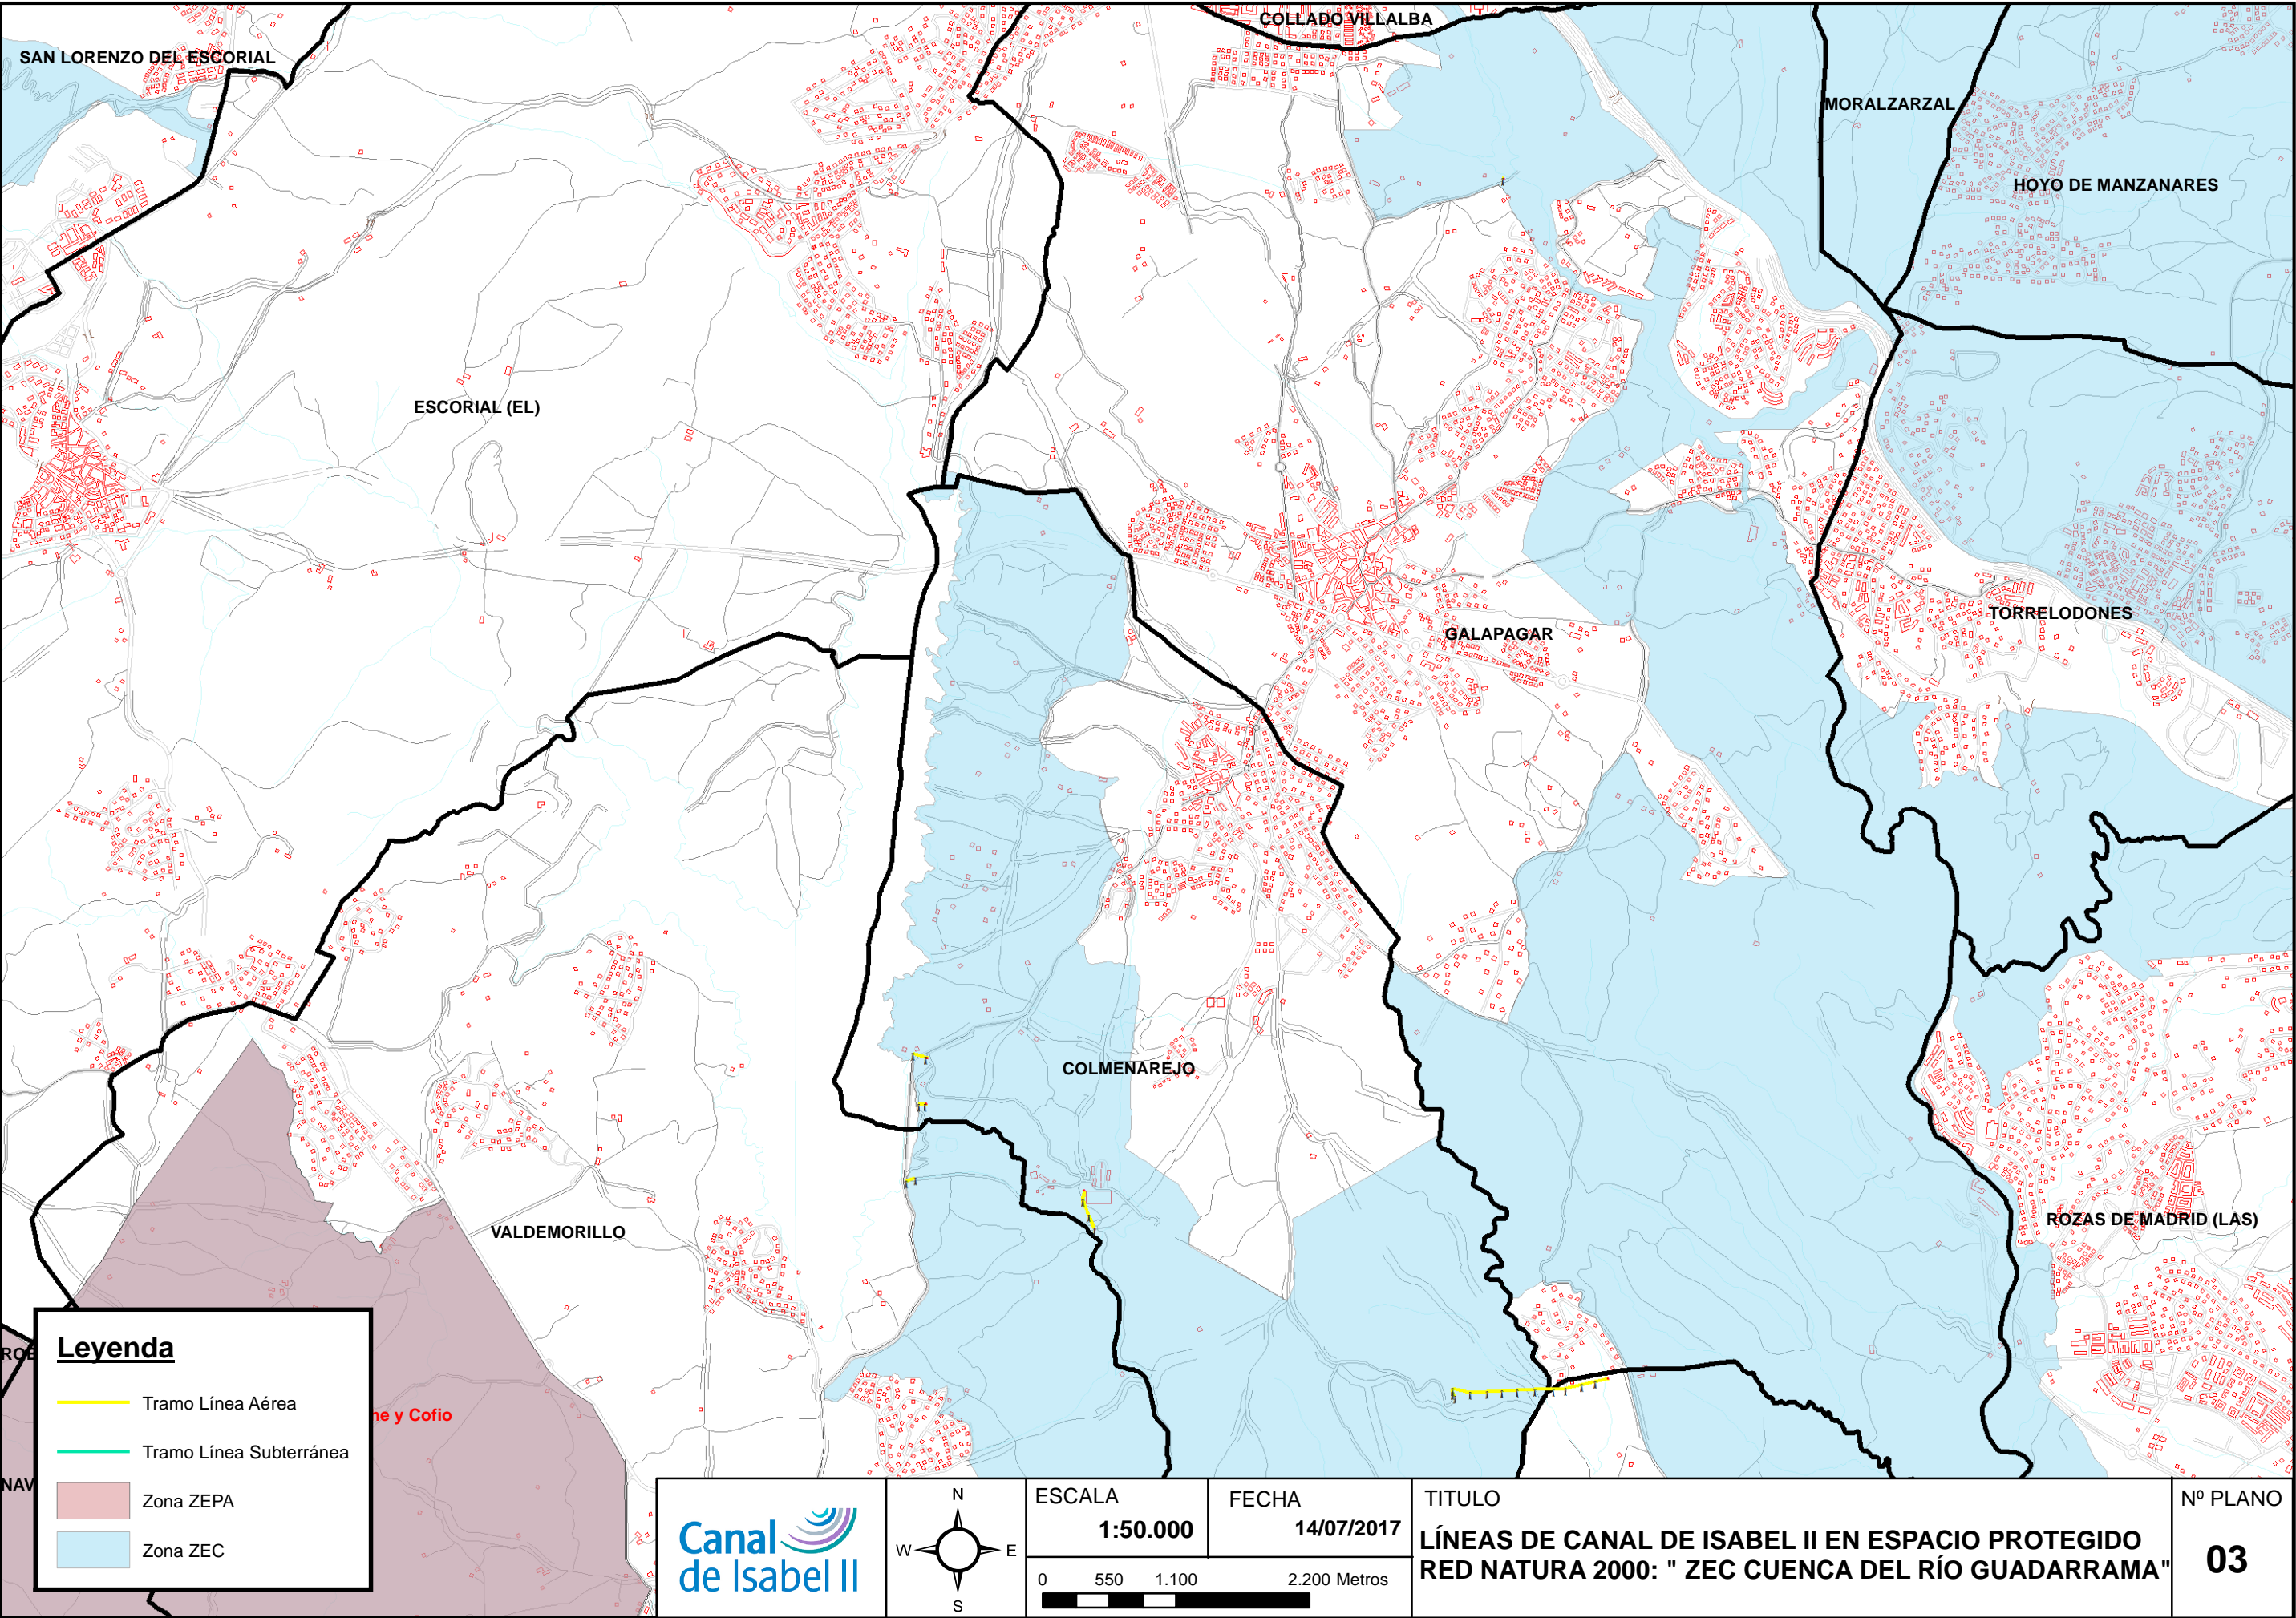 COLLADO VILLALBA
SAN LORENZO DEL ESCORIAL
MORALZARZAL
HOYO DE MANZANARES
ESCORIAL (EL)
TORRELODONES
GALAPAGAR
COLMENAREJO
VALDEMORILLO
ROZAS DE MADRID (LAS)
Leyenda
Tramo Línea Aérea
Tramo Línea Subterránea
Zona ZEPA
Zona ZEC
y Cofio
Canal
de Isabel II
N
W
E
S
ESCALA
1:50.000
FECHA
14/07/2017
0 550 1.100 2.200 Metros
TITULO
LÍNEAS DE CANAL DE ISABEL II EN ESPACIO PROTEGIDO
RED NATURA 2000: " ZEC CUENCA DEL RÍO GUADARRAMA"
Nº PLANO
03